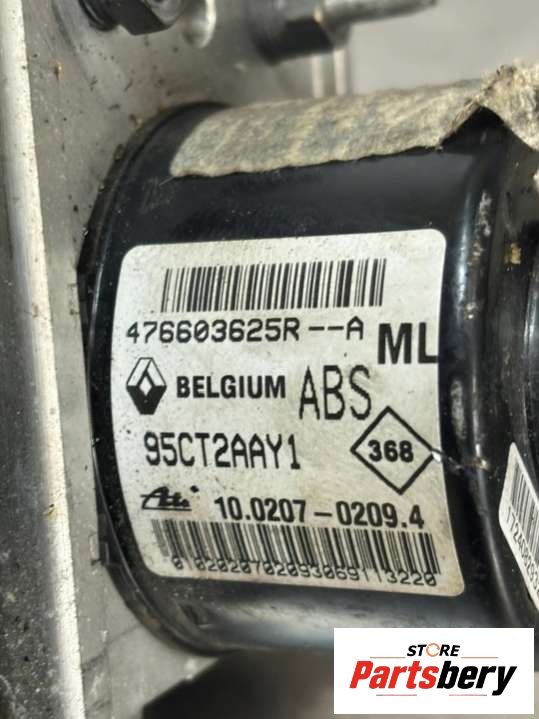 476603625R--A
ML
BELGIUM ABS
95CT2AAY1
368
Ate 10.0207-0209.4
STORE
Partsbery